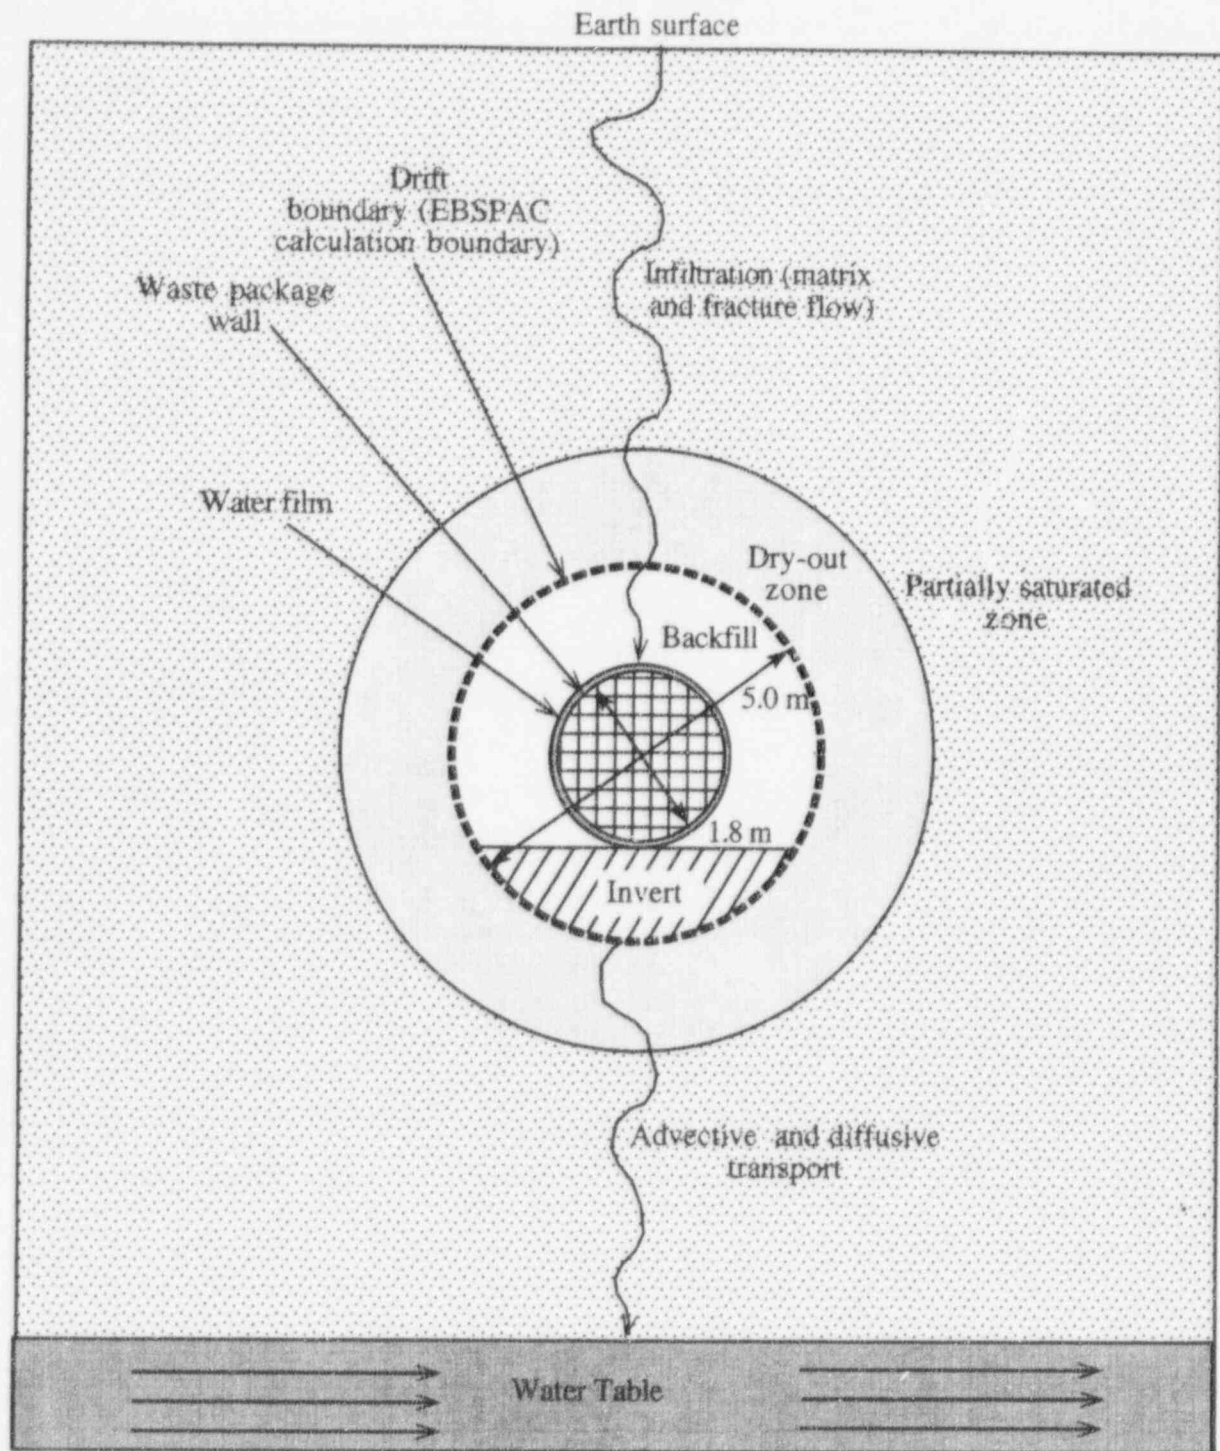 Earth surface
Drift
boundary (EBSPAC
calculation boundary)
Waste package
wall
Infiltration (matrix
and fracture flow)
Water film
Dry-out
zone
Partially saturated
zone
Backfill
5.0 m
1.8 m
Invert
Advective and diffusive
transport
Water Table